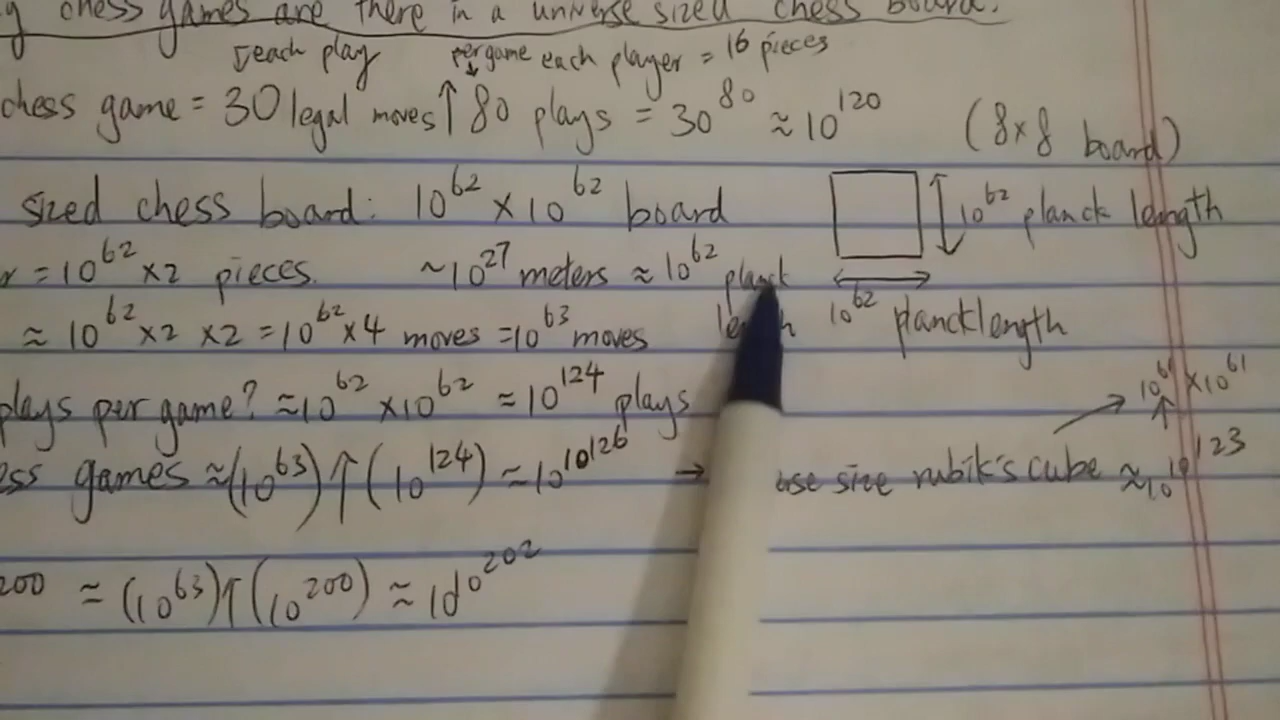 chess games are there in a universe sized chess board.
↓each play per game each player = 16 pieces
chess game = 30 legal moves ↑ 80 plays = 30^80 ≈ 10^120 (8×8 board)
sized chess board: 10^62 × 10^62 board 10^62 planck length
= 10^62 ×2 pieces. ~10^27 meters ≈ 10^62 planck length 10^62 planck length
≈ 10^62 ×2 ×2 = 10^62 ×4 moves = 10^63 moves
plays per game? ≈10^62 ×10^62 ≈ 10^124 plays 10^61 ×10^61
games ≈(10^63)↑(10^124) ≈10^10^126 → size rubik's cube ≈10^10^123
200 ≈ (10^63)↑(10^200) ≈ 10^10^202